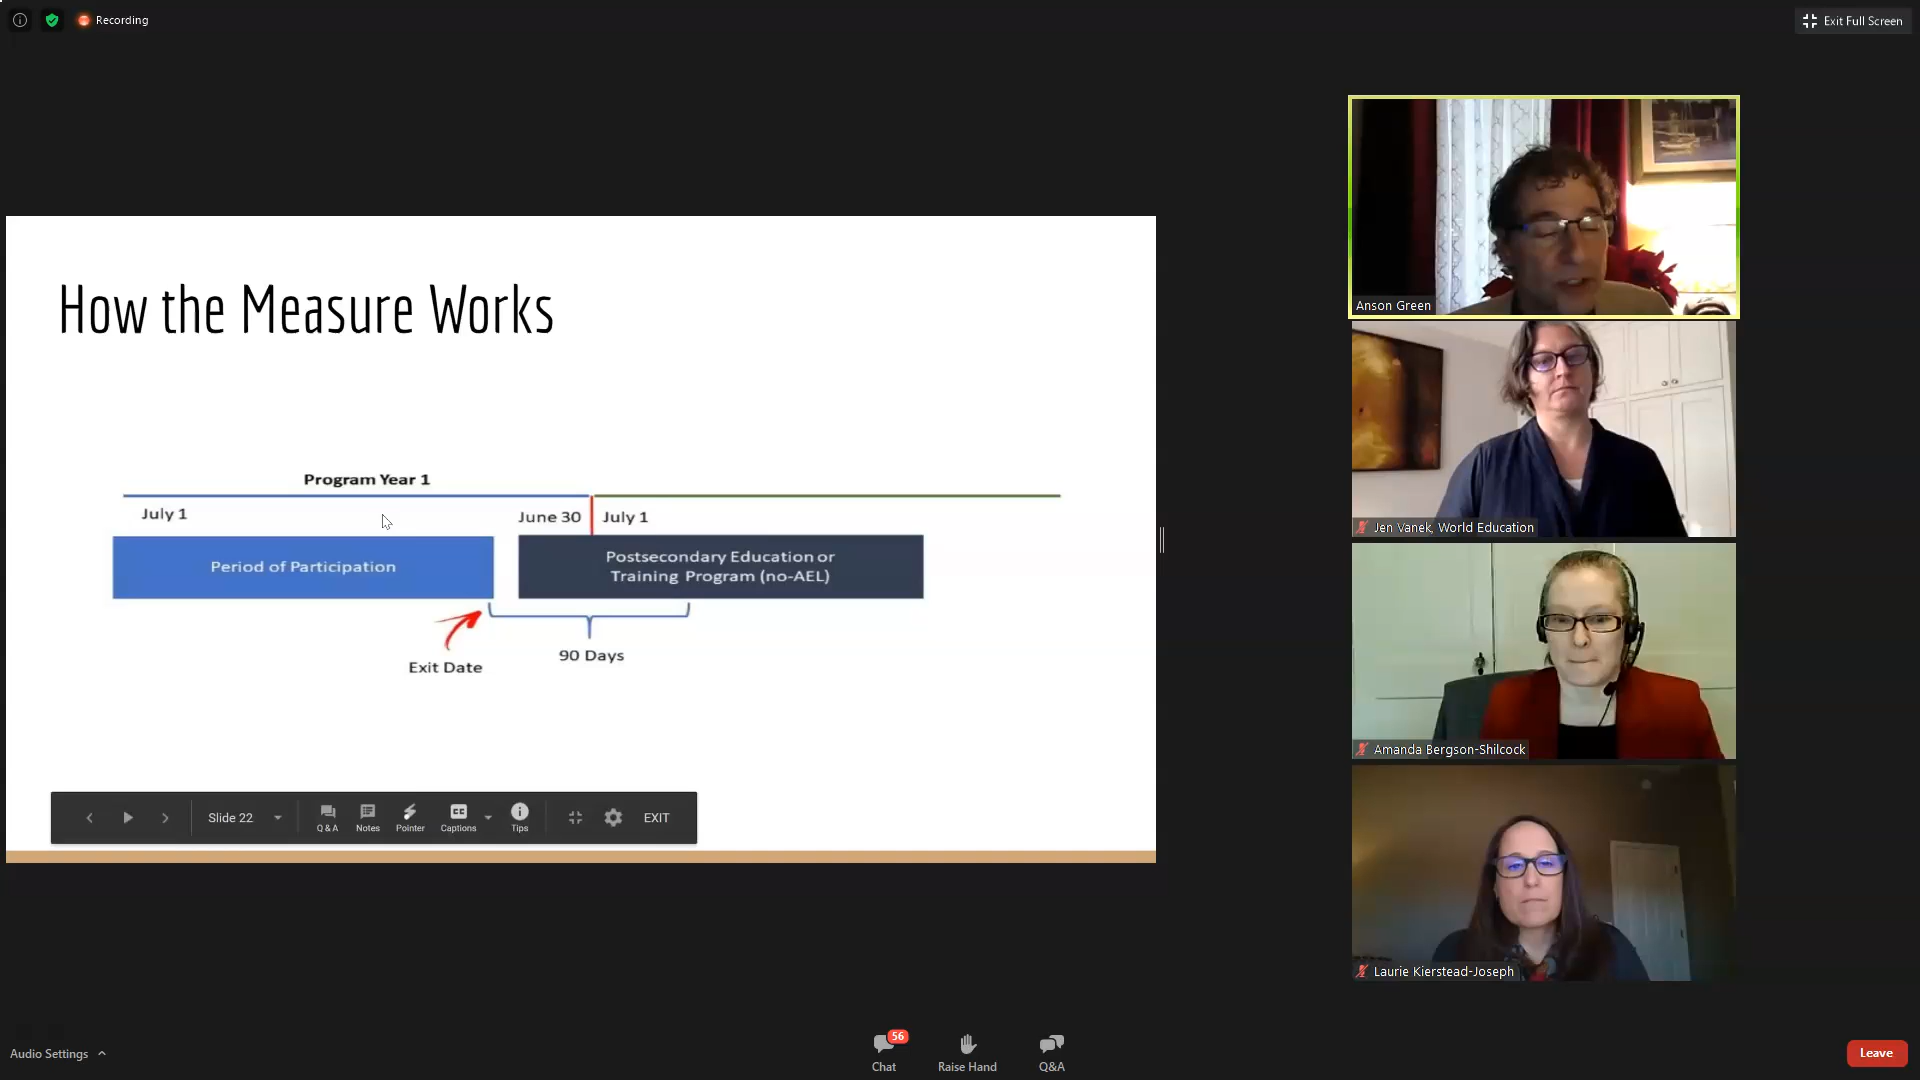 Recording
Exit Full Screen
How the Measure Works
Program Year 1
July 1
June 30
July 1
Period of Participation
Postsecondary Education or
Training Program (no-AEL)
Exit Date
90 Days
Slide 22
Q & A
Notes
Pointer
CC
Captions
Tips
EXIT
Anson Green
Jen Vanek, World Education
Amanda Bergson-Shilcock
Laurie Kierstead-Joseph
Audio Settings
56
Chat
Raise Hand
Q&A
Leave